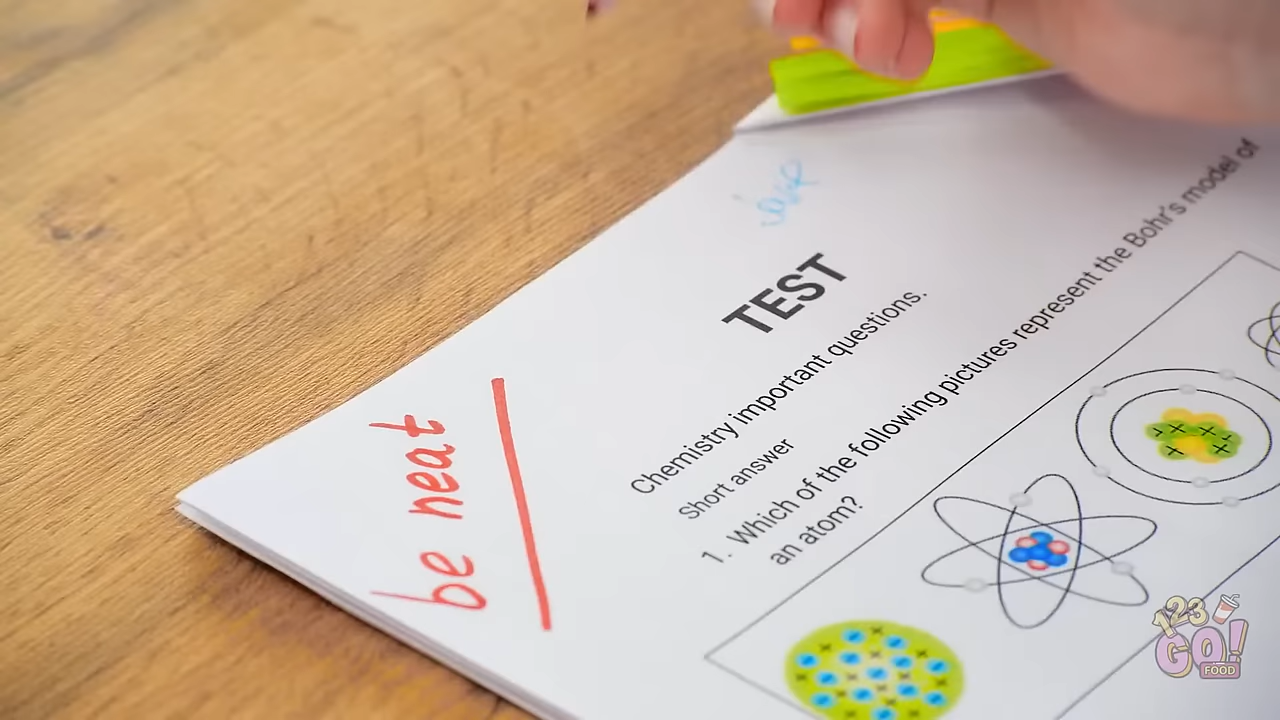 TEST
Chemistry important questions.
Short answer
1. Which of the following pictures represent the Bohr's model of
an atom?
be neat
123
GO!
FOOD